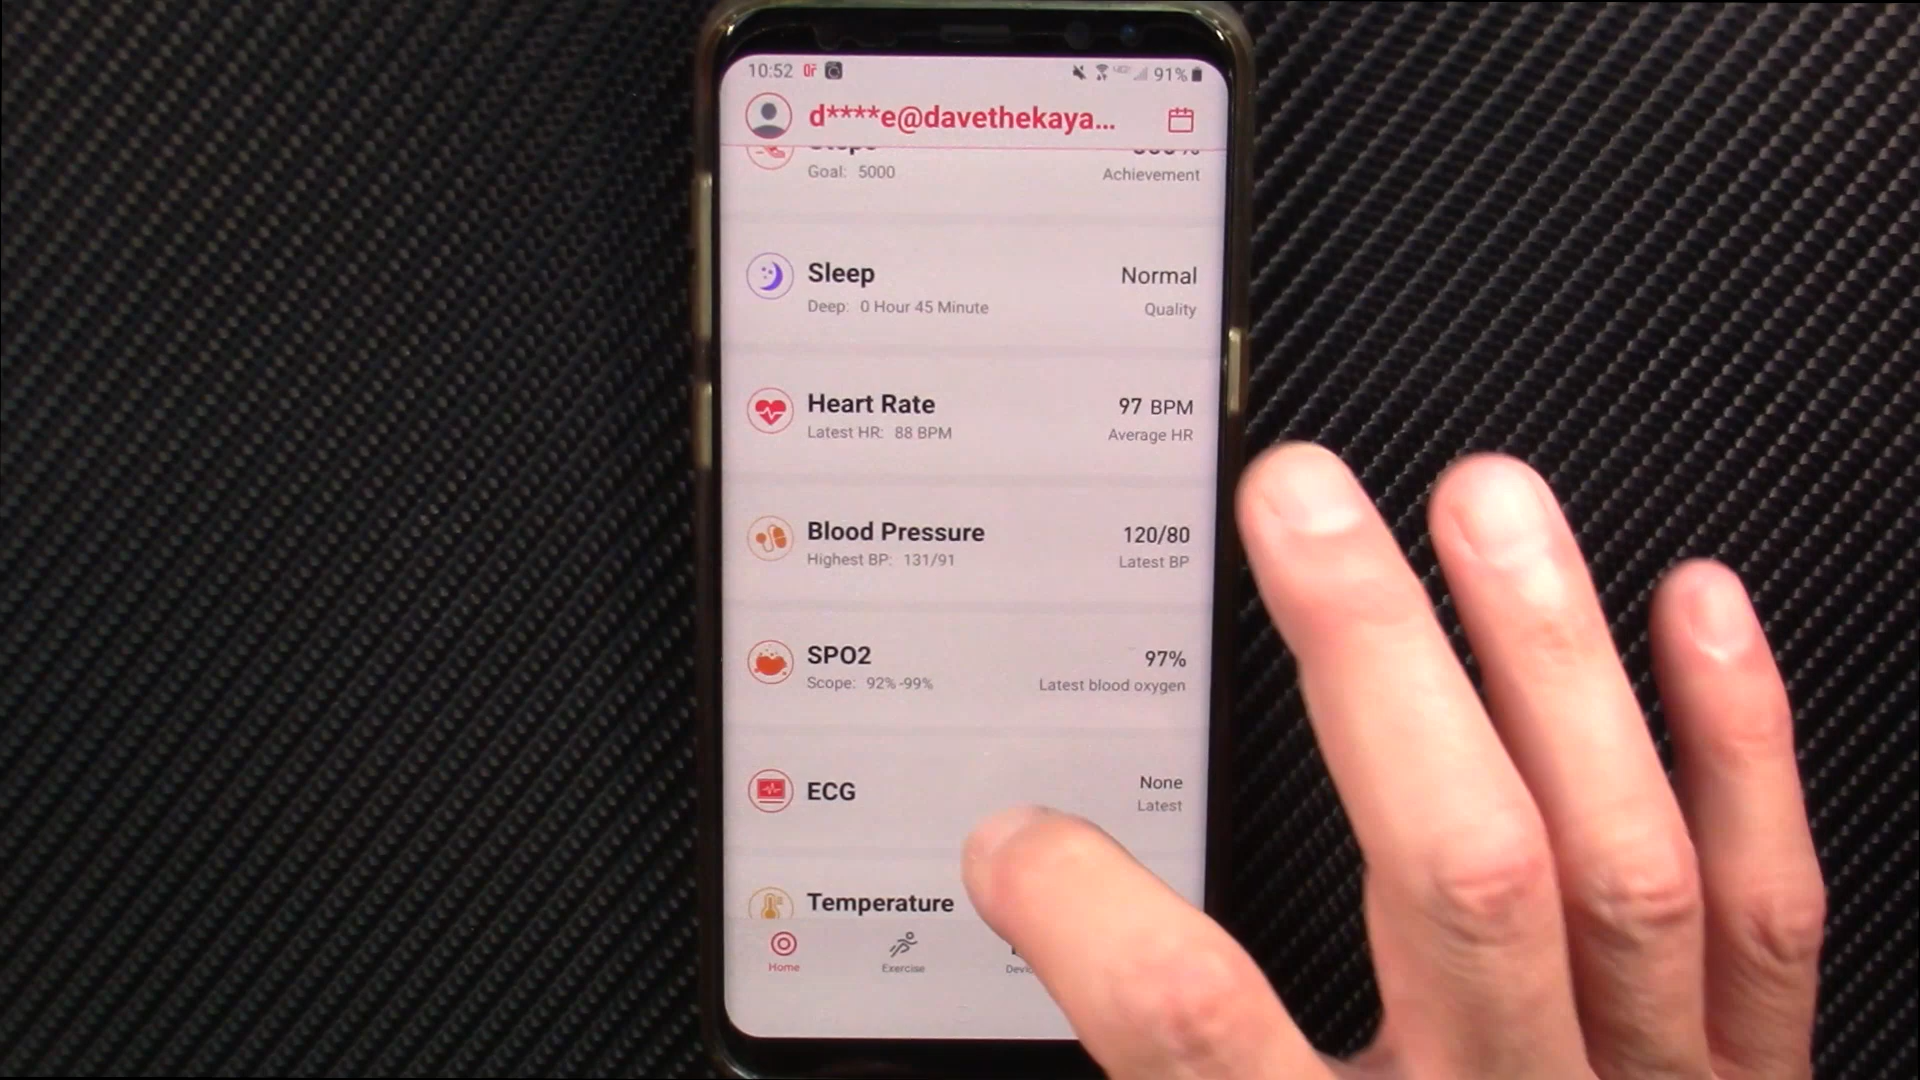 10:52 91%
d****e@davethekaya...
Steps
Goal: 5000
Achievement
Sleep Normal
Deep: 0 Hour 45 Minute Quality
Heart Rate 97 BPM
Latest HR: 88 BPM Average HR
Blood Pressure 120/80
Highest BP: 131/91 Latest BP
SPO2 97%
Scope: 92%-99% Latest blood oxygen
ECG None
Latest
Temperature
Home Exercise